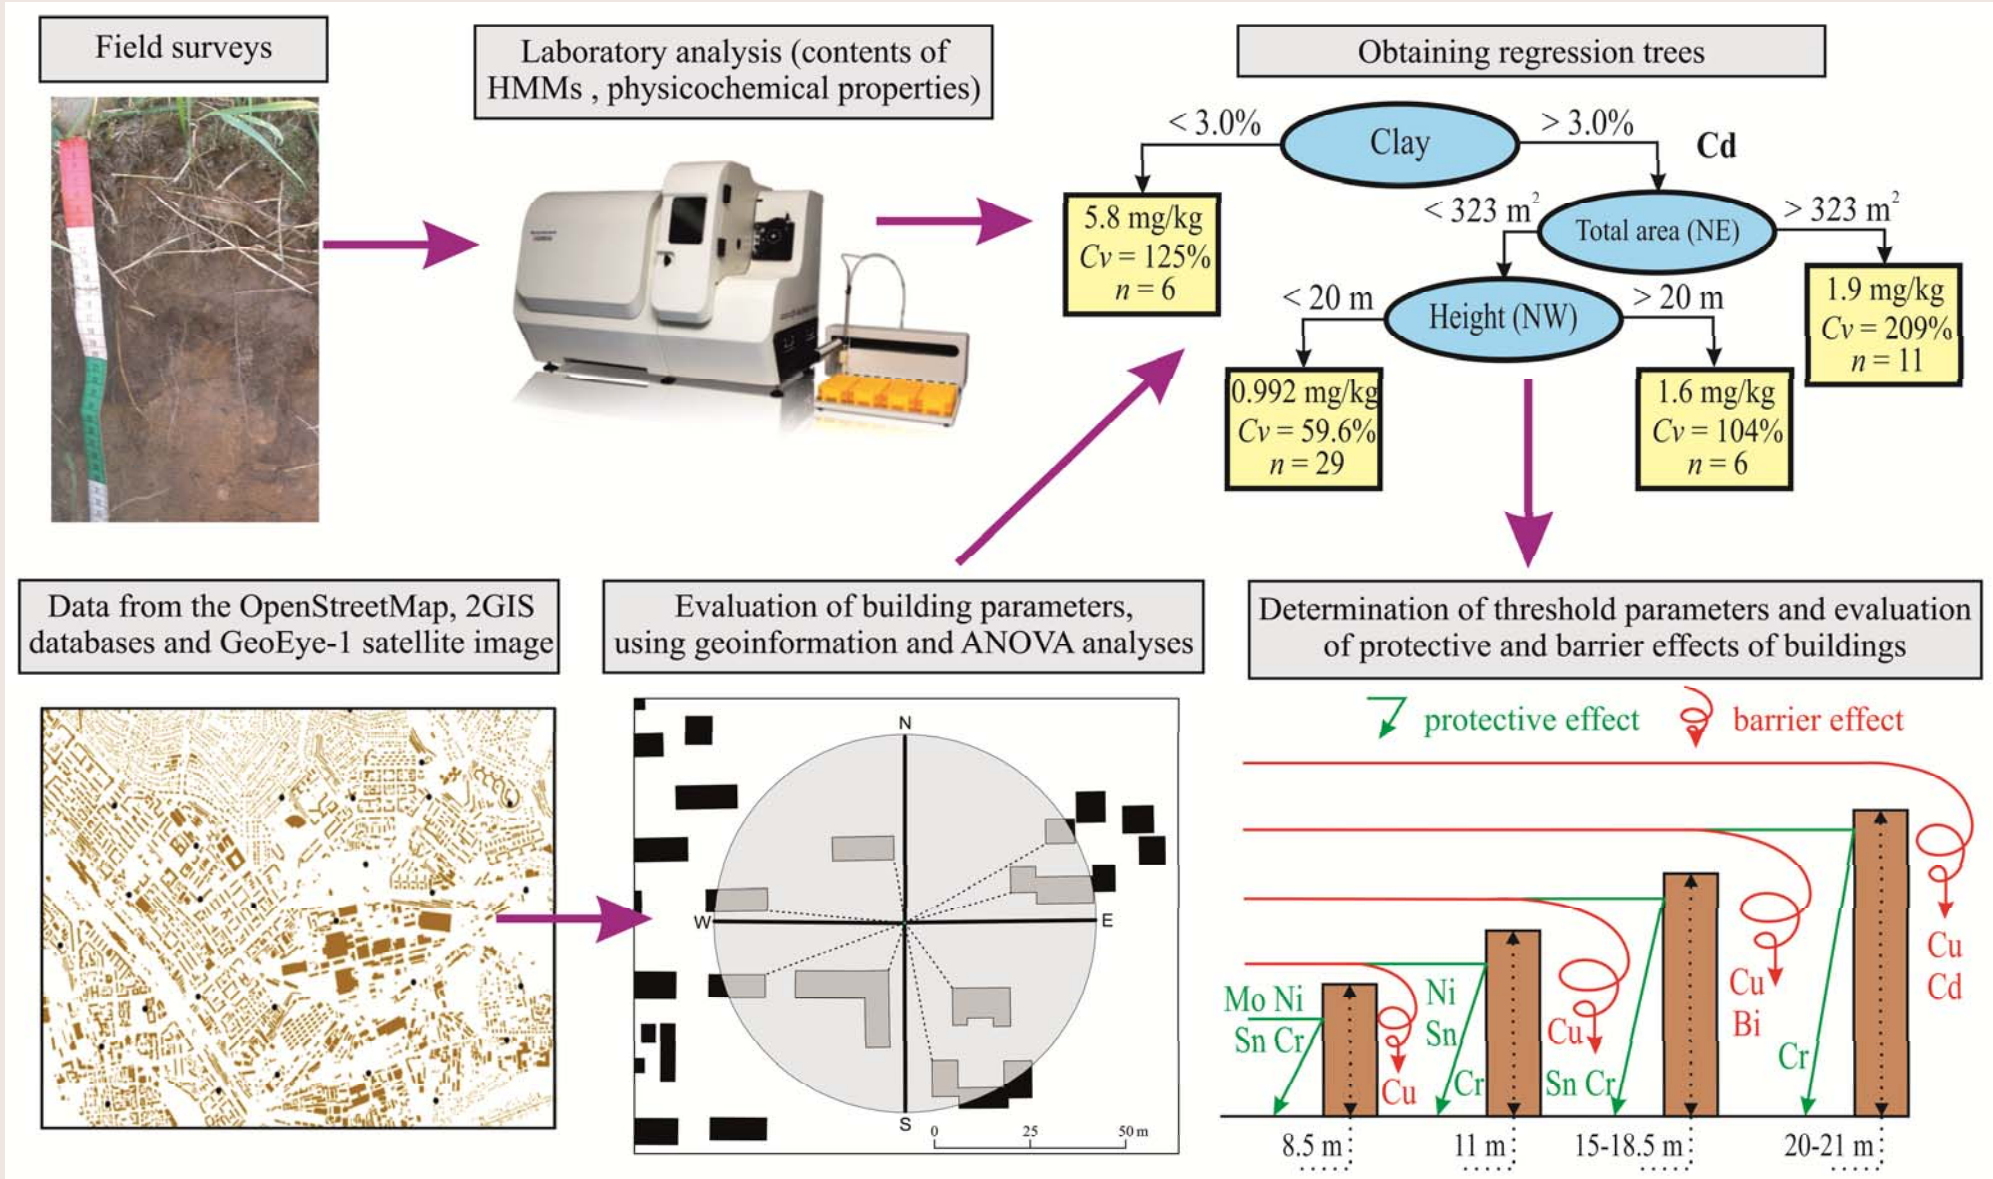 Field surveys
Laboratory analysis (contents of
HMMs , physicochemical properties)
Obtaining regression trees
< 3.0%
Clay
> 3.0%
Cd
5.8 mg/kg
Cv = 125%
n = 6
< 323 m²
Total area (NE)
> 323 m²
1.9 mg/kg
Cv = 209%
n = 11
< 20 m
Height (NW)
> 20 m
0.992 mg/kg
Cv = 59.6%
n = 29
1.6 mg/kg
Cv = 104%
n = 6
Data from the OpenStreetMap, 2GIS
databases and GeoEye-1 satellite image
Evaluation of building parameters,
using geoinformation and ANOVA analyses
N
W
E
S
0 25 50 m
Determination of threshold parameters and evaluation
of protective and barrier effects of buildings
protective effect
barrier effect
Mo Ni
Sn Cr
Cu
Ni
Sn
Cr
Cu
Sn Cr
Cu
Bi
Cr
Cu
Cd
8.5 m
11 m
15-18.5 m
20-21 m